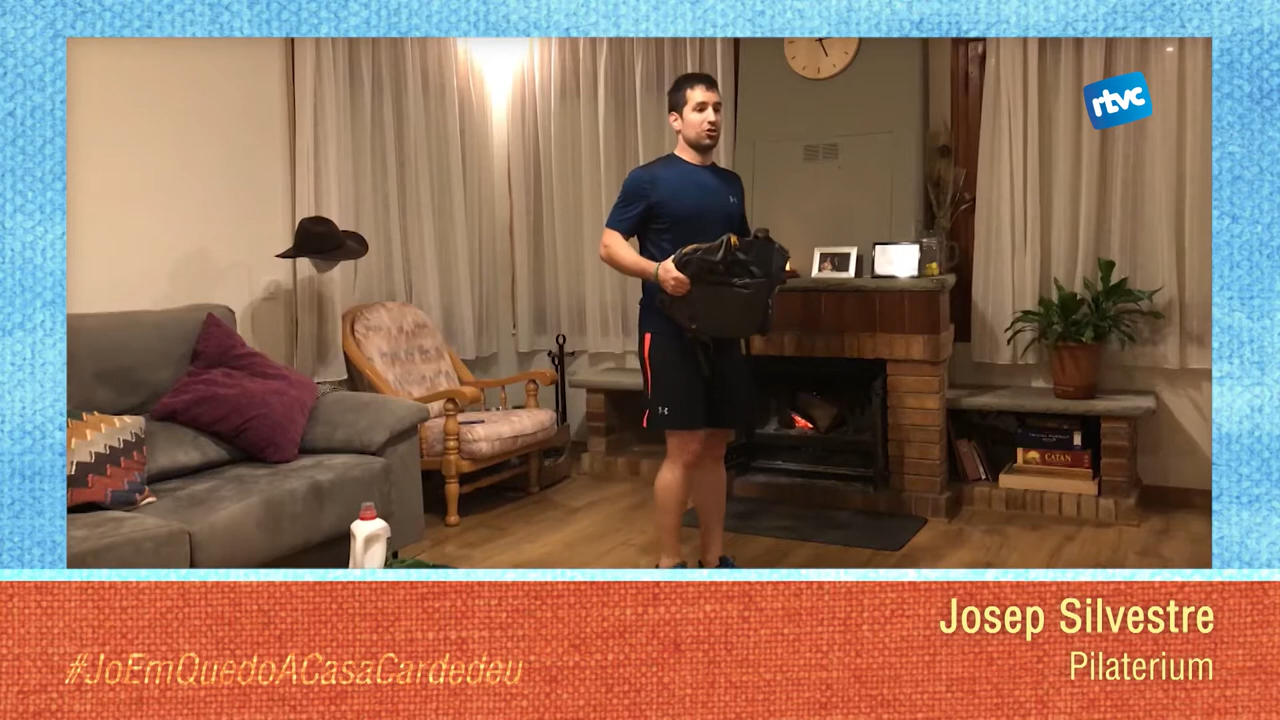 rtvc
CATAN
Josep Silvestre
#JoEmQuedoACasaCardedeu
Pilaterium